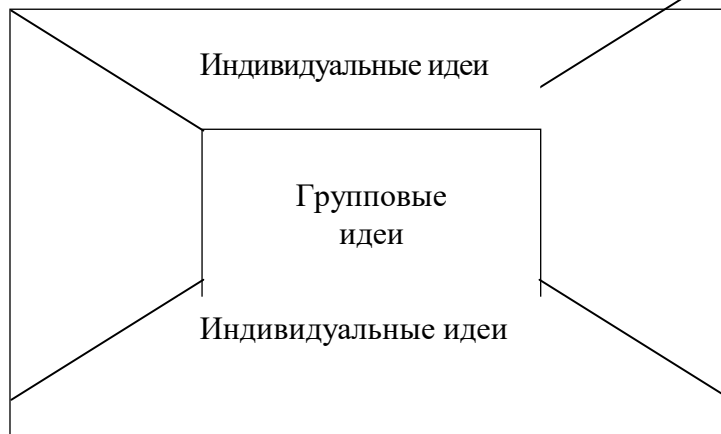 Индивидуальные идеи
Групповые
идеи
Индивидуальные идеи